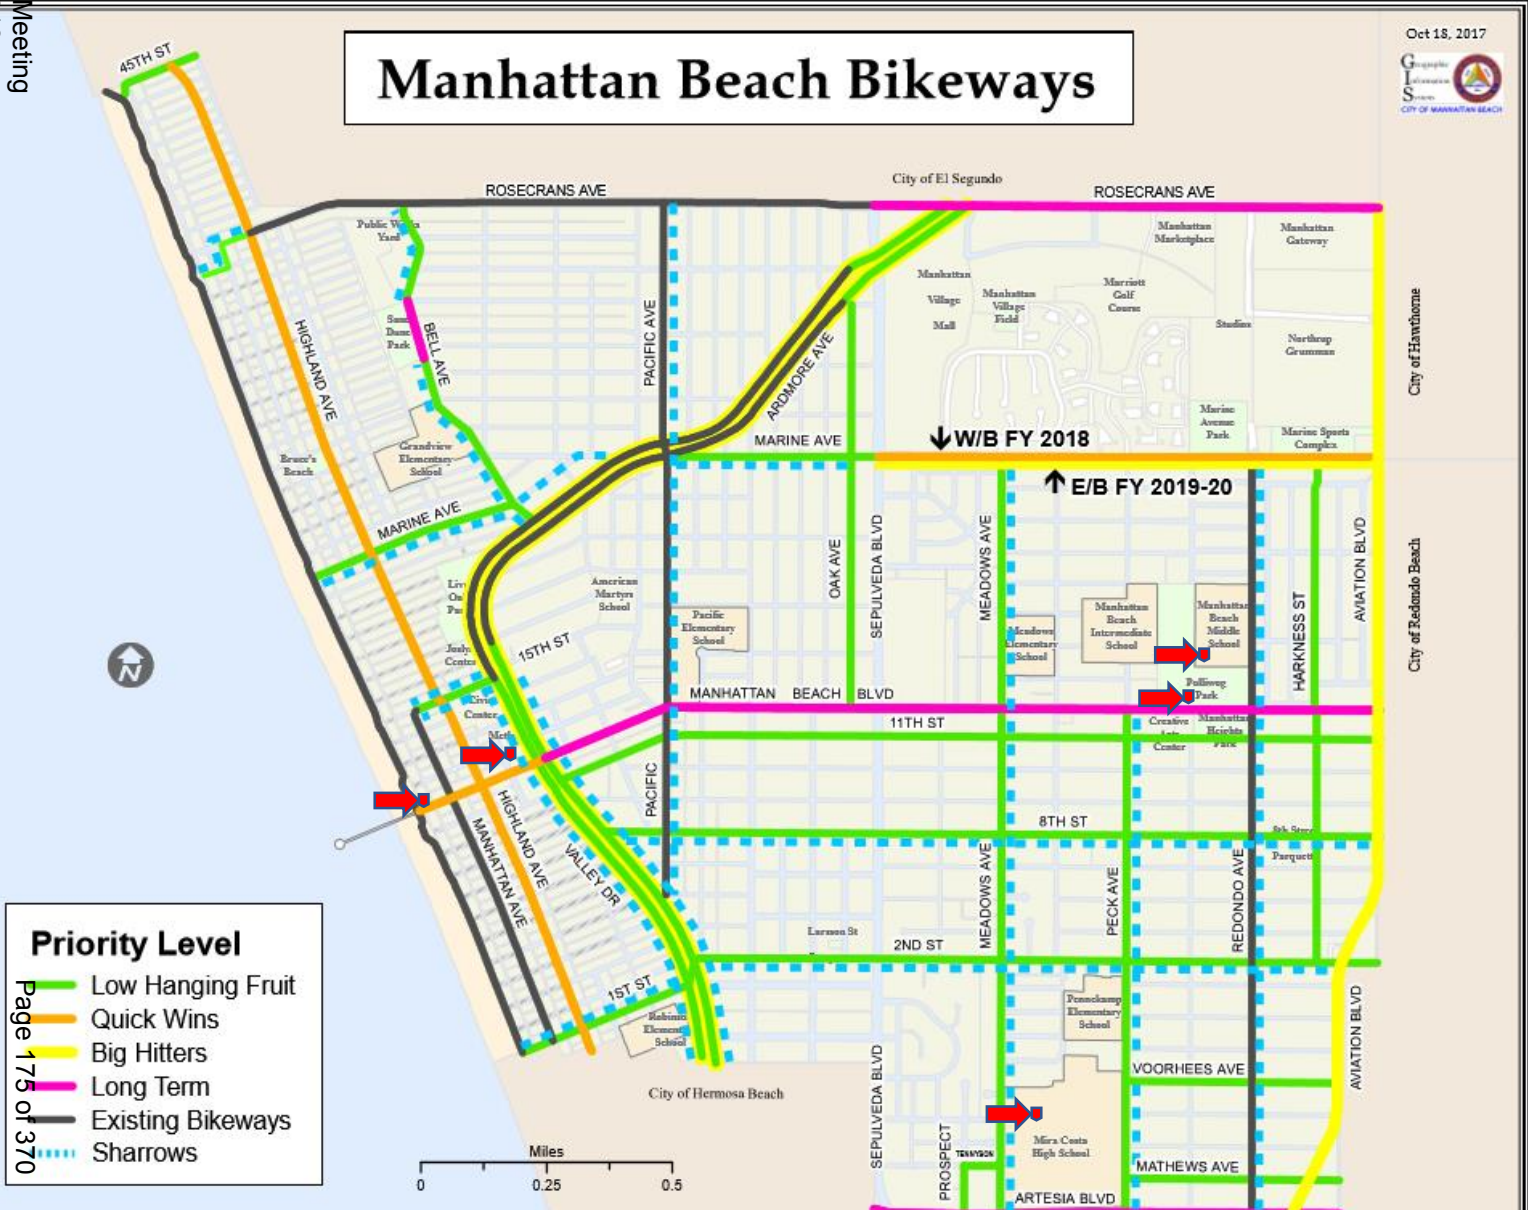 Meeting
Oct 18, 2017
Manhattan Beach Bikeways
Geographic
Information
Systems
CITY OF MANHATTAN BEACH
45TH ST
City of El Segundo
ROSECRANS AVE
ROSECRANS AVE
Public Works
Yard
Manhattan
Marketplace
Manhattan
Gateway
Manhattan
Village
Mall
Manhattan
Village
Field
Marriott
Golf
Course
Studios
Northrop
Grumman
City of Hawthorne
HIGHLAND AVE
Sand
Dune
Park
BELL AVE
PACIFIC AVE
ARDMORE AVE
Marine
Avenue
Park
Marine Sports
Complex
MARINE AVE
W/B FY 2018
E/B FY 2019-20
Bruce's
Beach
Grandview
Elementary
School
MARINE AVE
OAK AVE
SEPULVEDA BLVD
MEADOWS AVE
HARKNESS ST
AVIATION BLVD
City of Redondo Beach
American
Martyrs
School
Pacific
Elementary
School
Meadows
Elementary
School
Manhattan
Beach
Intermediate
School
Manhattan
Beach
Middle
School
15TH ST
Polliwog
Park
MANHATTAN BEACH BLVD
11TH ST
Civic
Center
Creative
Arts
Center
Manhattan
Heights
Park
PACIFIC
HIGHLAND AVE
MANHATTAN AVE
VALLEY DR
8TH ST
8th Street
Parquette
MEADOWS AVE
PECK AVE
REDONDO AVE
Larsson St
2ND ST
1ST ST
Robinson
Elementary
School
Pennekamp
Elementary
School
City of Hermosa Beach
SEPULVEDA BLVD
VOORHEES AVE
AVIATION BLVD
Mira Costa
High School
PROSPECT
TENNYSON
MATHEWS AVE
ARTESIA BLVD
Priority Level
Low Hanging Fruit
Quick Wins
Big Hitters
Long Term
Existing Bikeways
Sharrows
Page 175 of 370
Miles
0 0.25 0.5
N